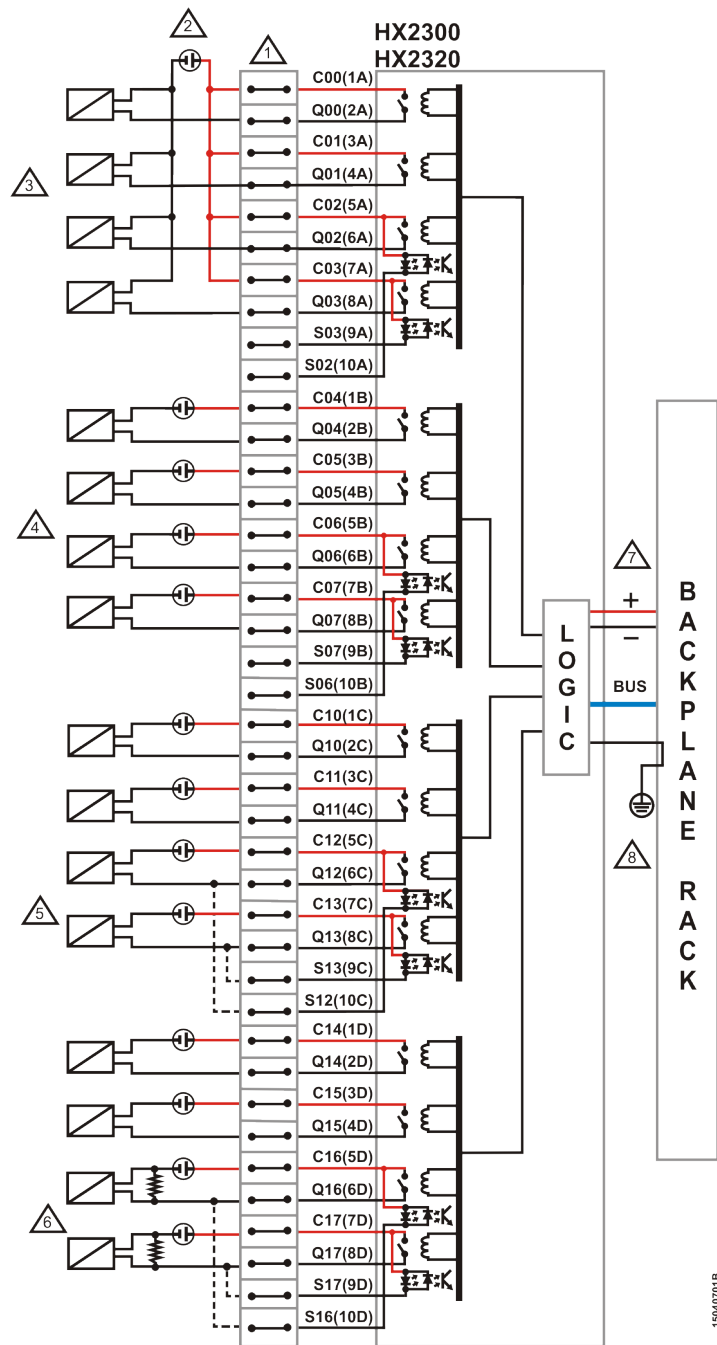 HX2300
HX2320
2
1
C00(1A)
Q00(2A)
C01(3A)
Q01(4A)
3
C02(5A)
Q02(6A)
C03(7A)
Q03(8A)
S03(9A)
S02(10A)
C04(1B)
Q04(2B)
C05(3B)
Q05(4B)
4
C06(5B)
Q06(6B)
C07(7B)
Q07(8B)
S07(9B)
S06(10B)
C10(1C)
Q10(2C)
C11(3C)
Q11(4C)
C12(5C)
Q12(6C)
5
C13(7C)
Q13(8C)
S13(9C)
S12(10C)
C14(1D)
Q14(2D)
C15(3D)
Q15(4D)
C16(5D)
Q16(6D)
6
C17(7D)
Q17(8D)
S17(9D)
S16(10D)
LOGIC
7
+
−
BUS
8
BACKPLANE RACK
15040701B